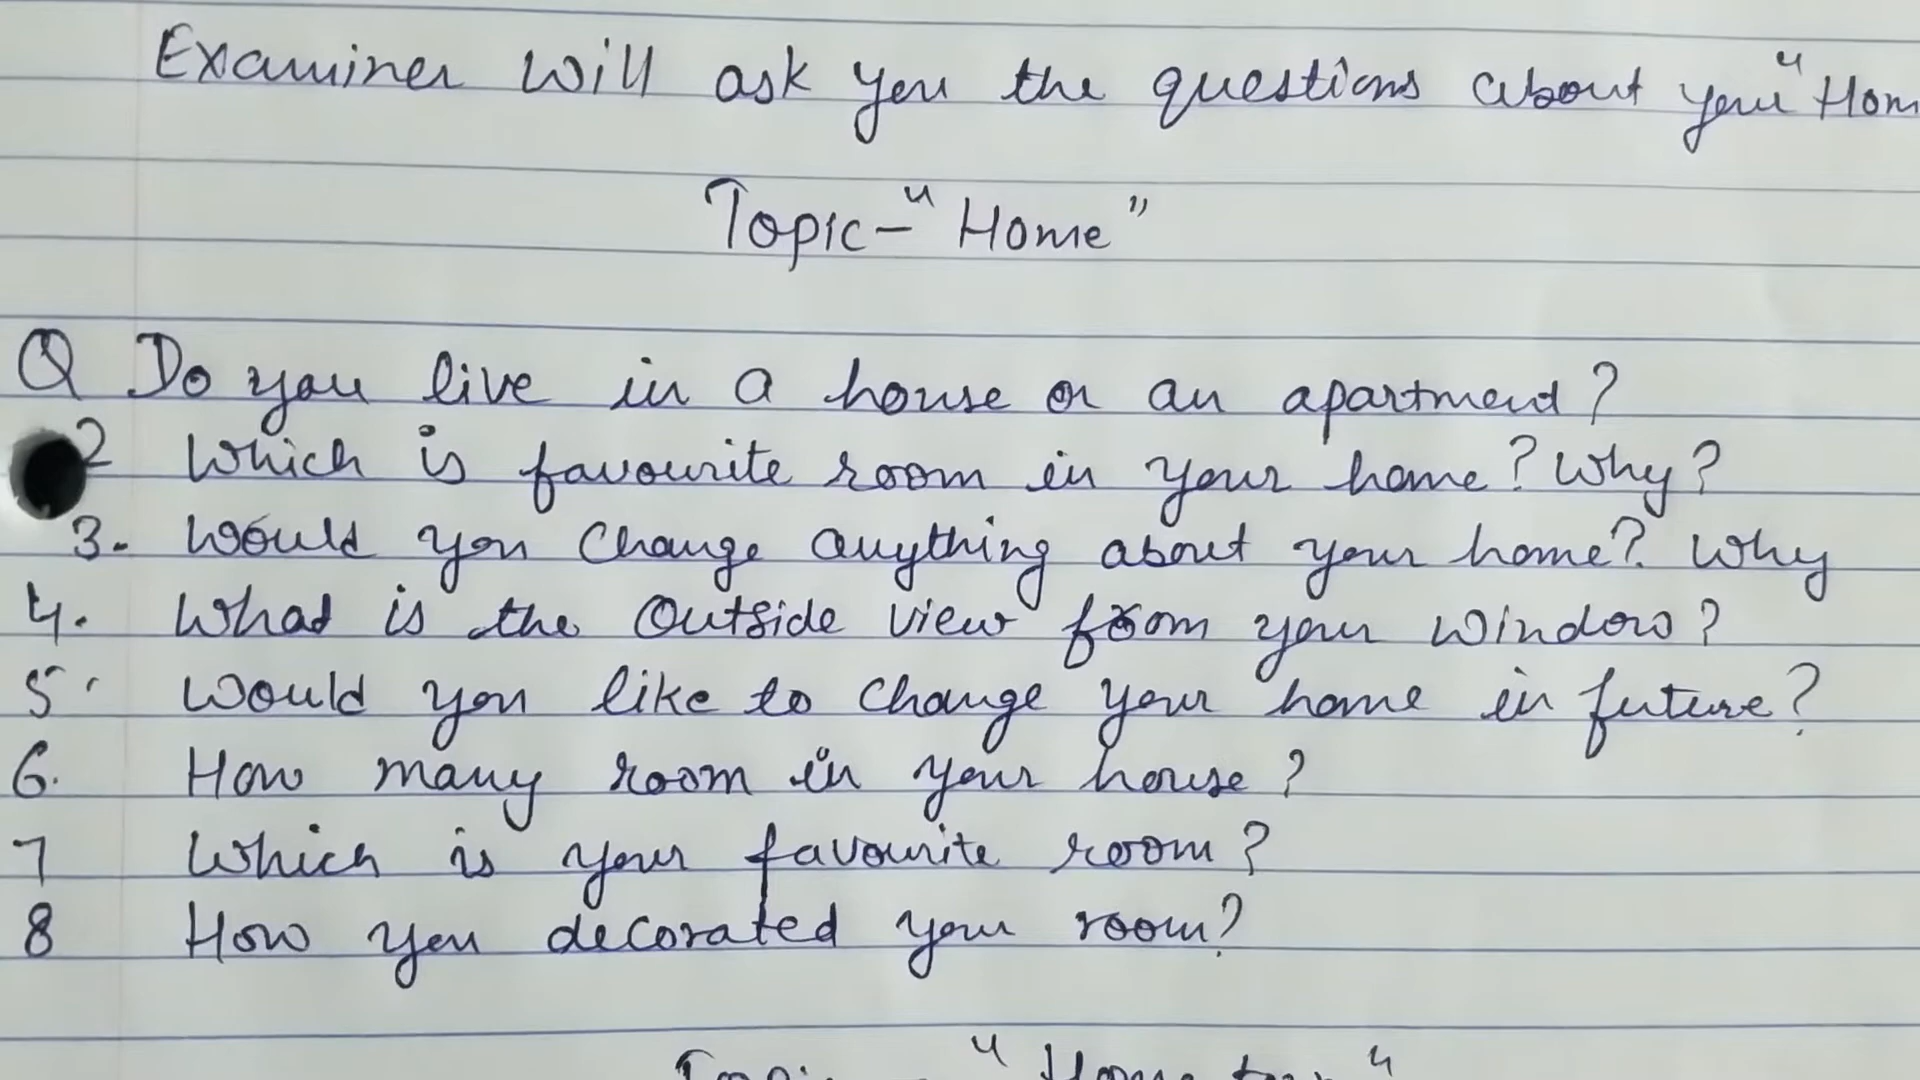 Examiner will ask you the questions about your "Hom
Topic - "Home"
Q Do you live in a house or an apartment?
2 Which is favourite room in your home? Why?
3. Would you change anything about your home? Why
4. What is the outside view from your window?
5. Would you like to change your home in future?
6. How many room in your house?
7 Which is your favourite room?
8 How you decorated your room?
Topic - "